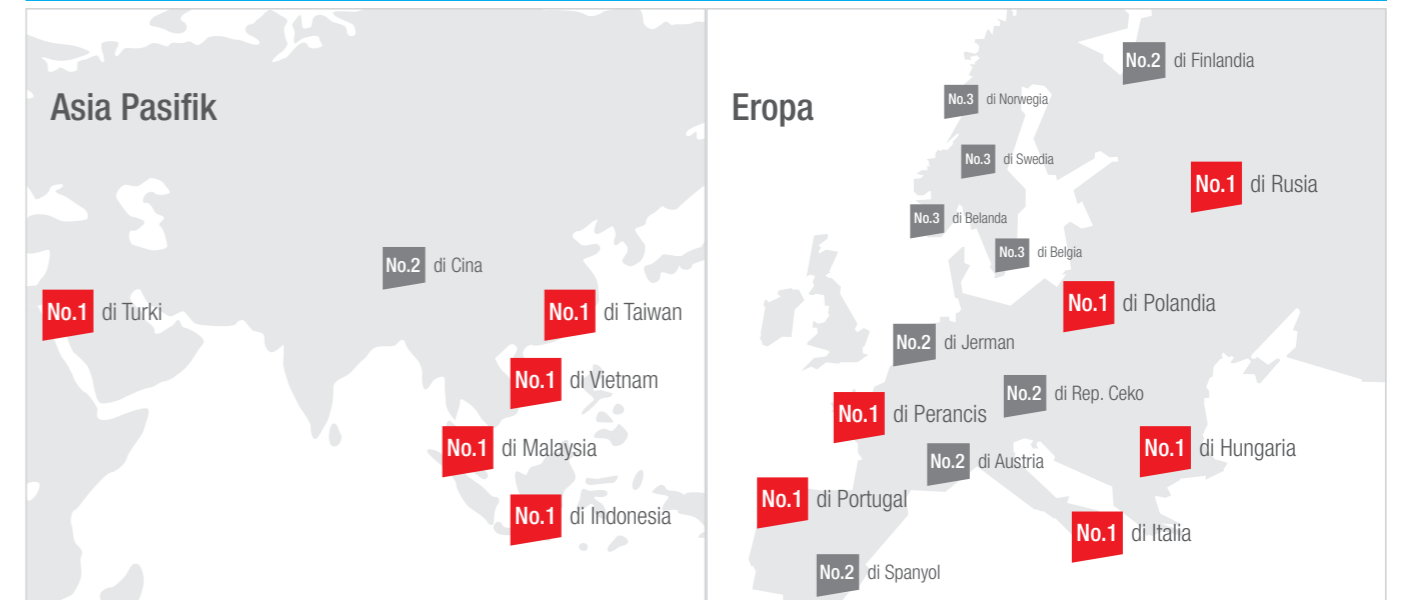 Asia Pasifik
No.2 di Cina
No.1 di Turki
No.1 di Taiwan
No.1 di Vietnam
No.1 di Malaysia
No.1 di Indonesia
Eropa
No.2 di Finlandia
No.3 di Norwegia
No.3 di Swedia
No.1 di Rusia
No.3 di Belanda
No.3 di Belgia
No.1 di Polandia
No.2 di Jerman
No.2 di Rep. Ceko
No.1 di Perancis
No.1 di Hungaria
No.2 di Austria
No.1 di Portugal
No.1 di Italia
No.2 di Spanyol